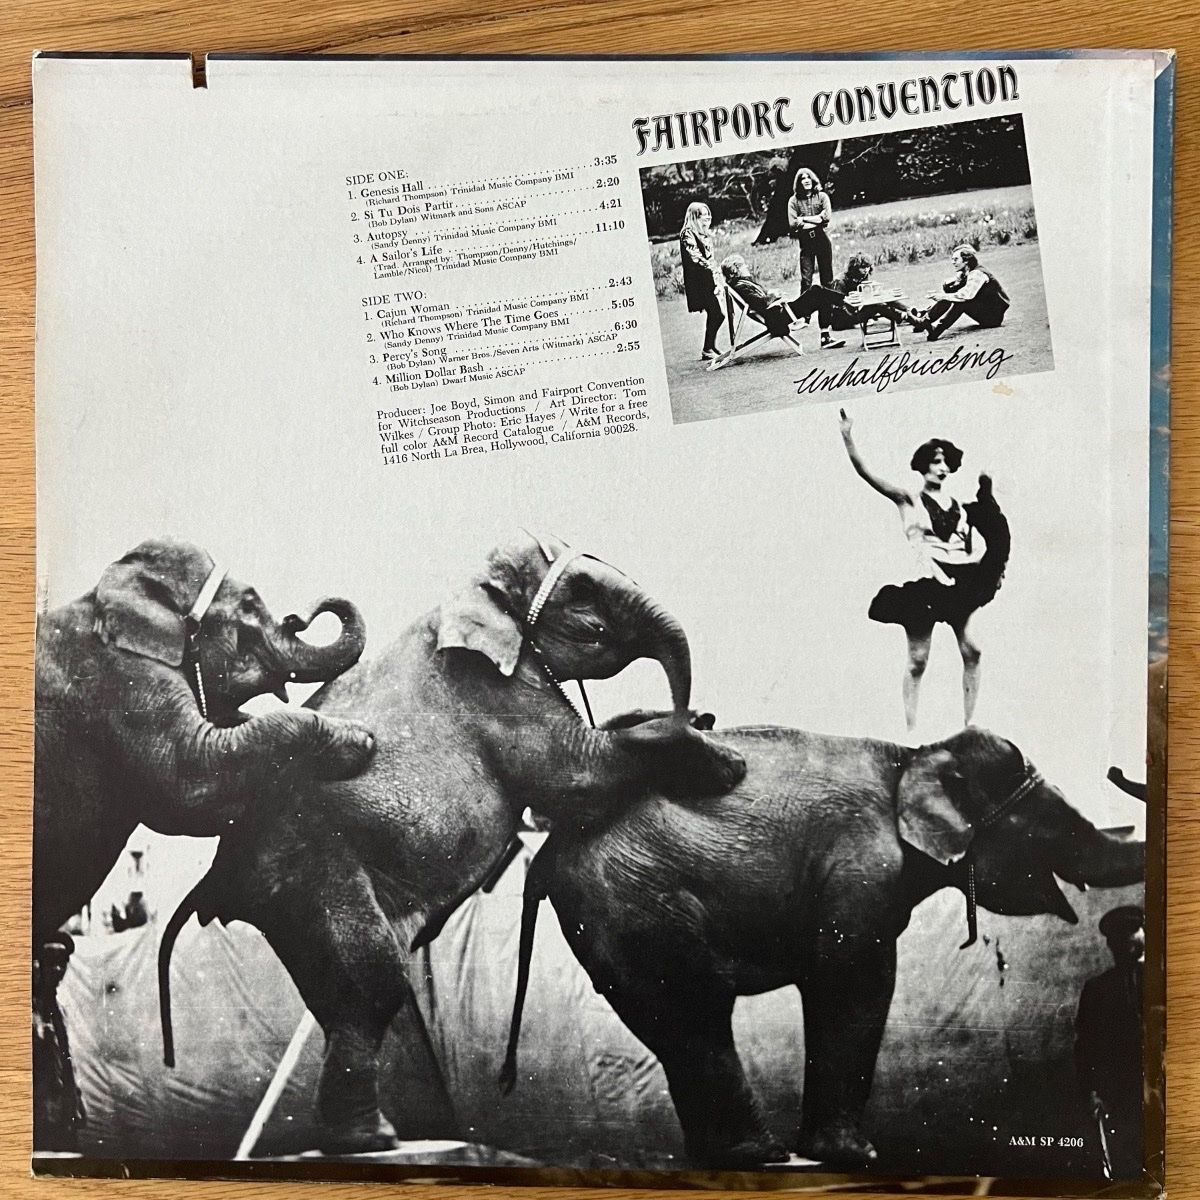 FAIRPORT CONVENTION
SIDE ONE:
1. Genesis Hall . . . . . . . . . . . . . . . . . . . . . . . . . 3:35
(Richard Thompson) Trinidad Music Company BMI
2. Si Tu Dois Partir . . . . . . . . . . . . . . . . . . . . . 2:20
(Bob Dylan) Witmark and Sons ASCAP
3. Autopsy . . . . . . . . . . . . . . . . . . . . . . . . . . . . 4:21
(Sandy Denny) Trinidad Music Company BMI
4. A Sailor's Life . . . . . . . . . . . . . . . . . . . . . . 11:10
(Trad. Arranged by: Thompson/Denny/Hutchings/
Lamble/Nicol) Trinidad Music Company BMI
SIDE TWO:
1. Cajun Woman . . . . . . . . . . . . . . . . . . . . . . 2:43
(Richard Thompson) Trinidad Music Company BMI
2. Who Knows Where The Time Goes . . . . . . . . 5:05
(Sandy Denny) Trinidad Music Company BMI
3. Percy's Song . . . . . . . . . . . . . . . . . . . . . . . 6:30
(Bob Dylan) Warner Bros./Seven Arts (Witmark) ASCAP
4. Million Dollar Bash . . . . . . . . . . . . . . . . . . 2:55
(Bob Dylan) Dwarf Music ASCAP
Producer: Joe Boyd, Simon and Fairport Convention
for Witchseason Productions / Art Director: Tom
Wilkes / Group Photo: Eric Hayes / Write for a free
full color A&M Record Catalogue / A&M Records,
1416 North La Brea, Hollywood, California 90028.
Unhalfbricking
A&M SP 4206